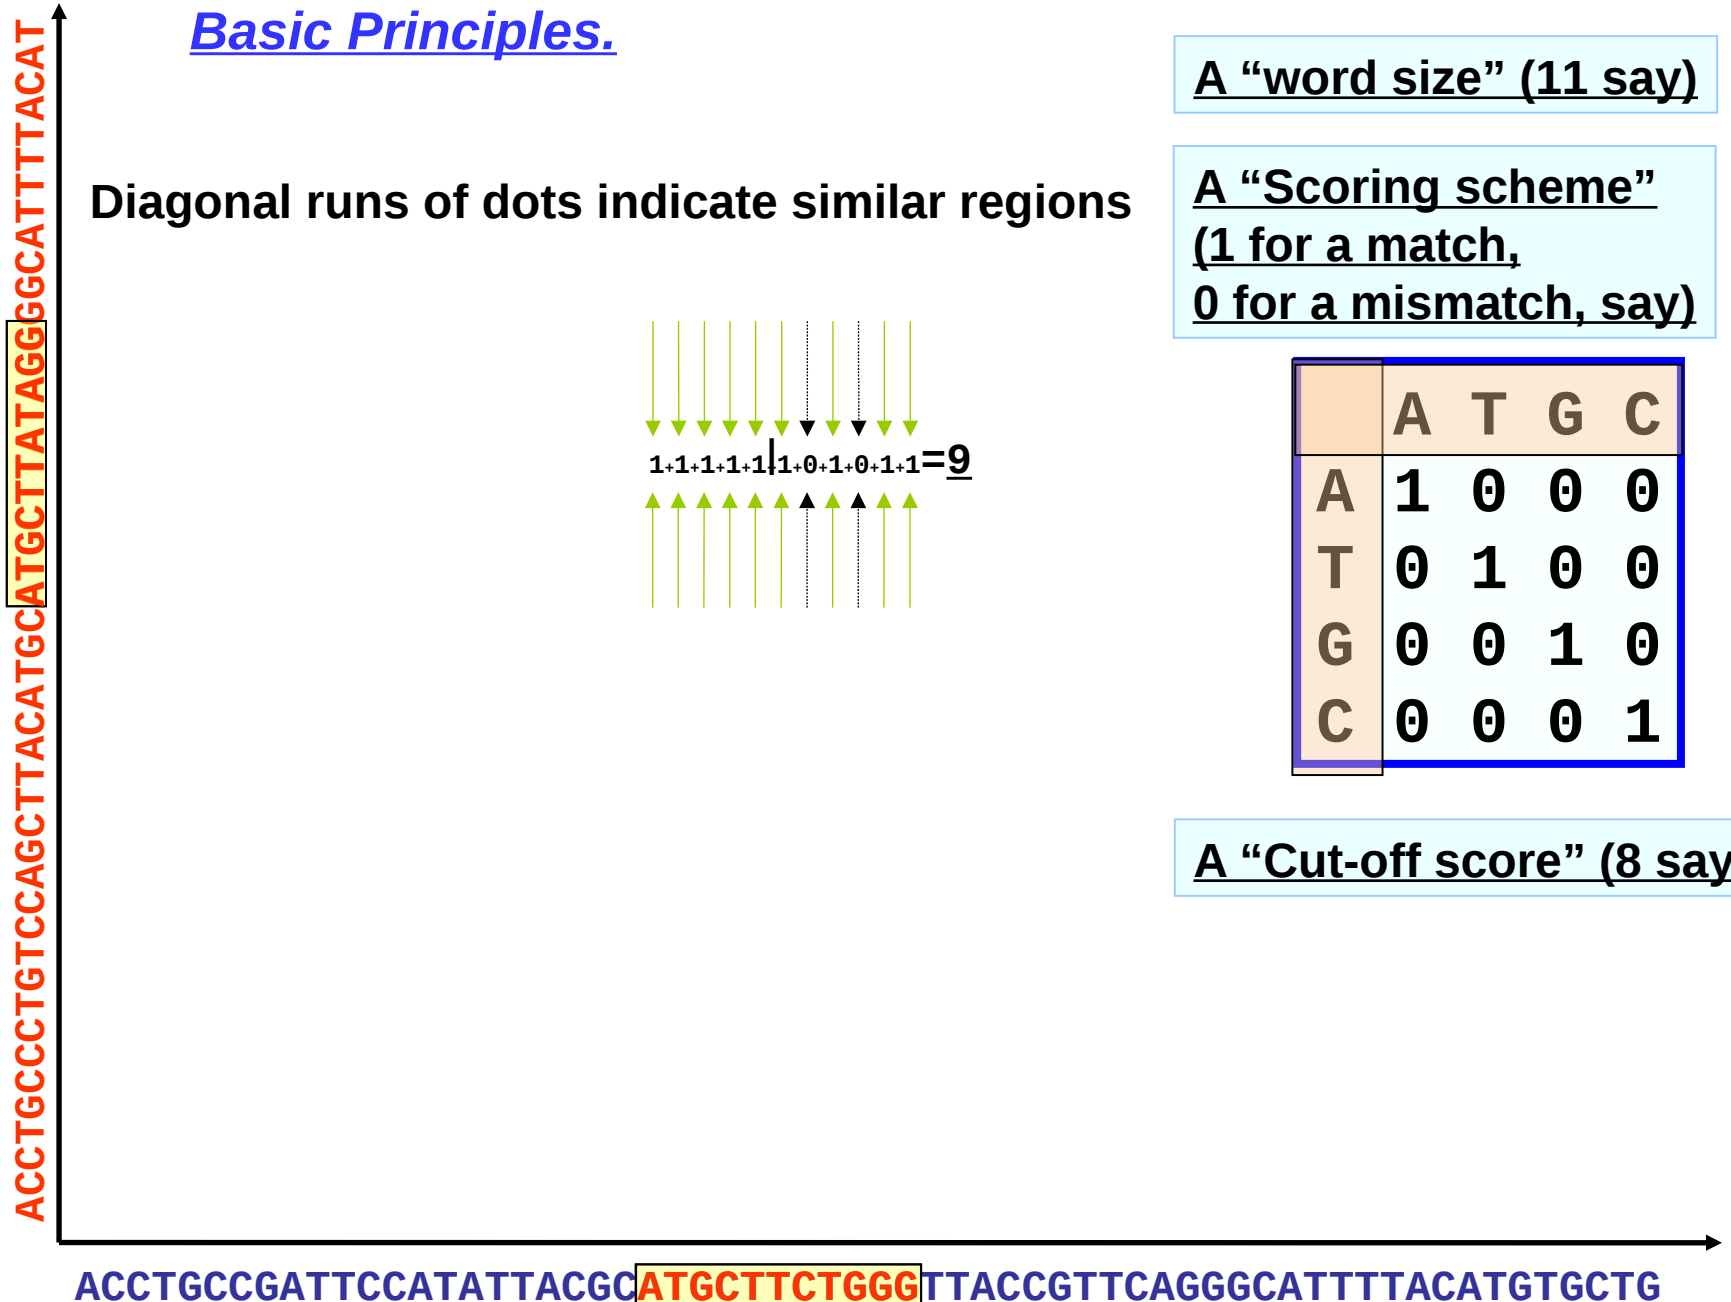 Basic Principles.
A “word size” (11 say)
Diagonal runs of dots indicate similar regions
A “Scoring scheme”
(1 for a match,
0 for a mismatch, say)
1+1+1+1+1+1+0+1+0+1+1=9
A T G C
A 1 0 0 0
T 0 1 0 0
G 0 0 1 0
C 0 0 0 1
A “Cut-off score” (8 say
ACCTGCCCTGTCCAGCTTACATGCATGCTTATAGGGGCATTTTACAT
ACCTGCCGATTCCATATTACGCATGCTTCTGGGTTACCGTTCAGGGCATTTTACATGTGCTG